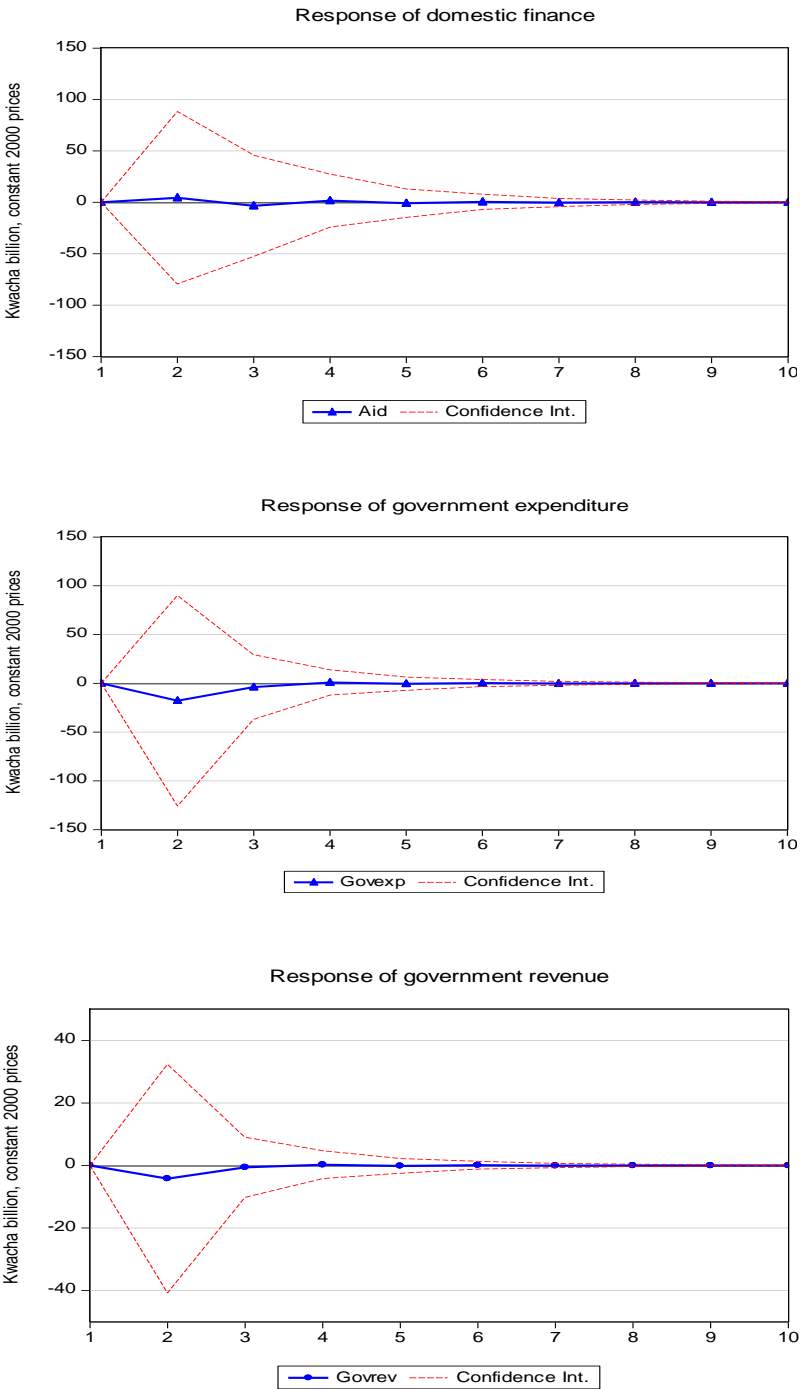 Response of domestic finance
Kwacha billion, constant 2000 prices
150
100
50
0
-50
-100
-150
1 2 3 4 5 6 7 8 9 10
Aid Confidence Int.
Response of government expenditure
Kwacha billion, constant 2000 prices
150
100
50
0
-50
-100
-150
1 2 3 4 5 6 7 8 9 10
Govexp Confidence Int.
Response of government revenue
Kwacha billion, constant 2000 prices
40
20
0
-20
-40
1 2 3 4 5 6 7 8 9 10
Govrev Confidence Int.